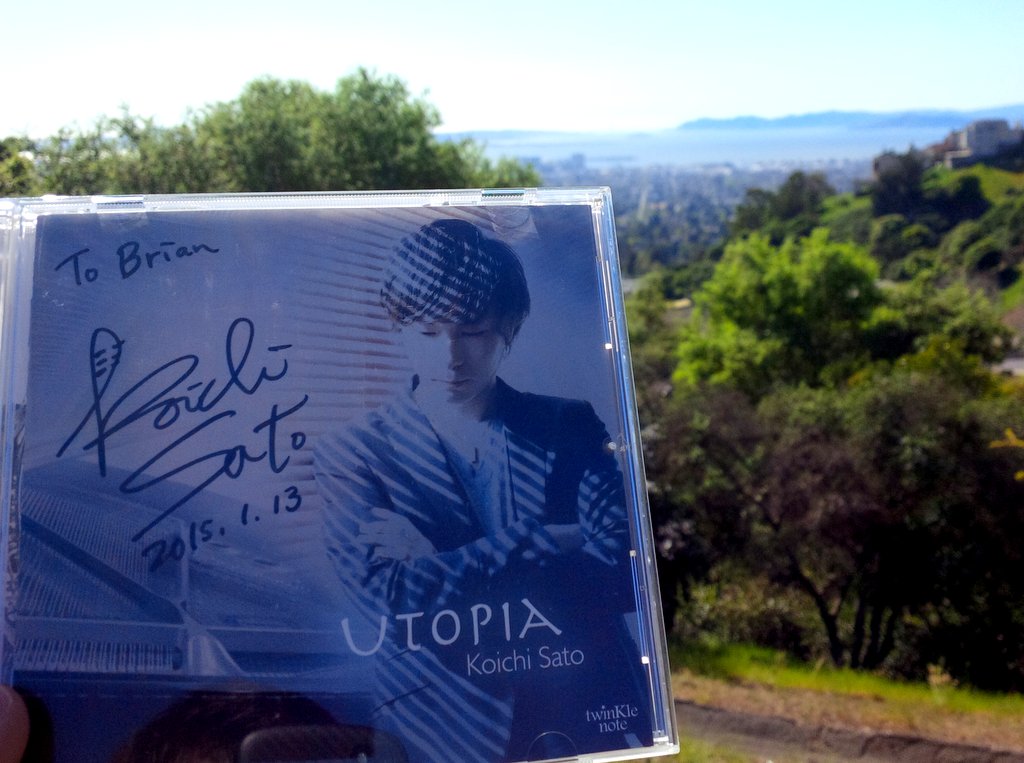 To Brian
Koichi
Sato
2015.1.13
UTOPIA
Koichi Sato
twinKle
note